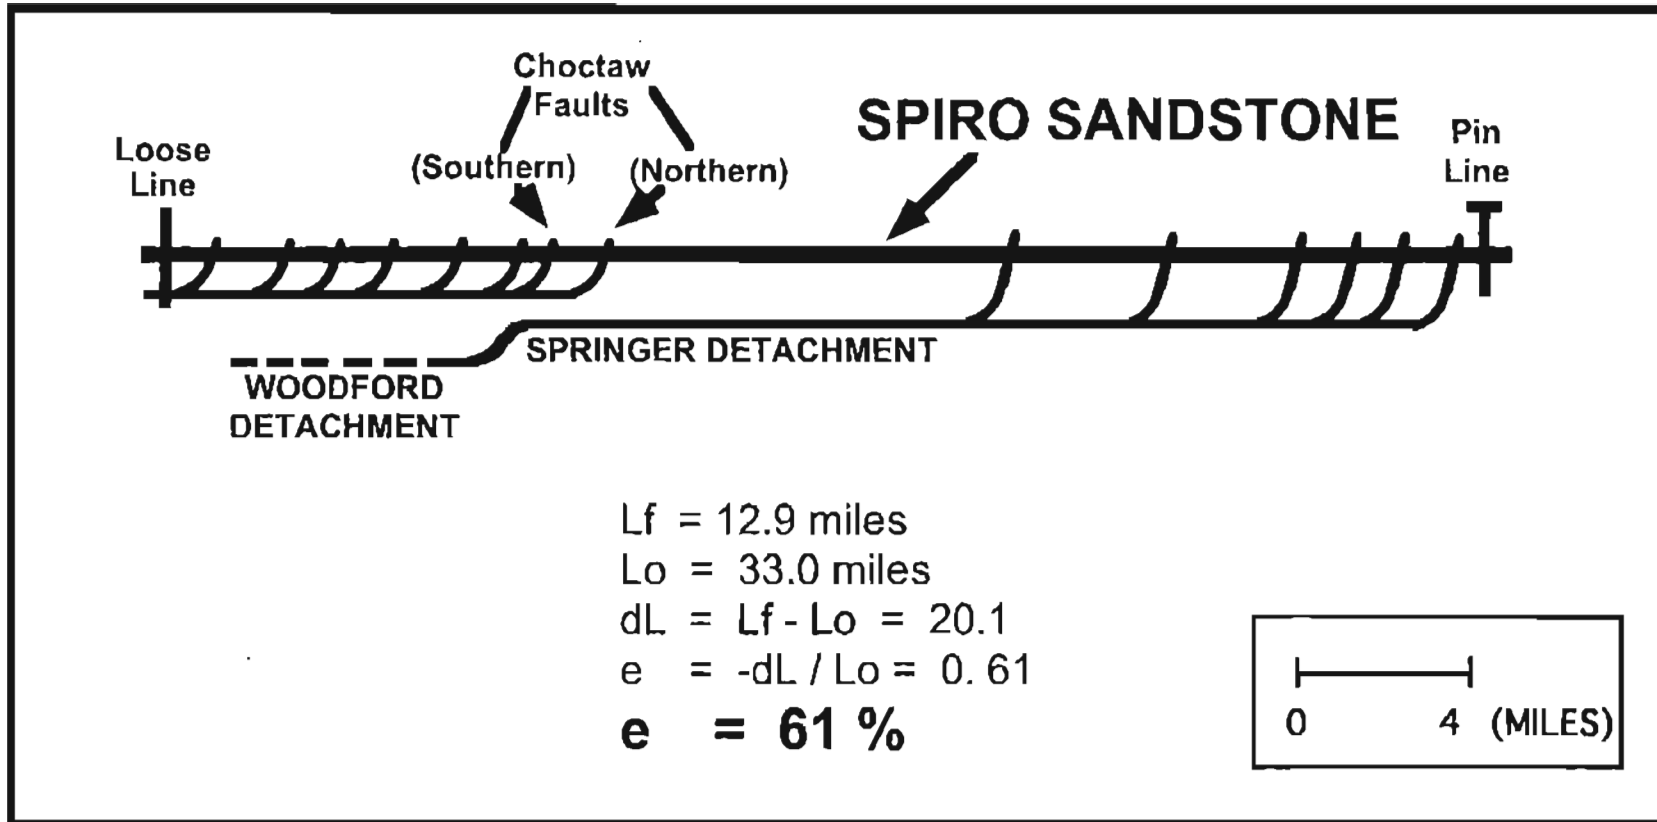 Choctaw
Faults
SPIRO SANDSTONE
Pin
Line
Loose
Line
(Southern)
(Northern)
SPRINGER DETACHMENT
WOODFORD
DETACHMENT
Lf = 12.9 miles
Lo = 33.0 miles
dL = Lf - Lo = 20.1
e = -dL / Lo = 0. 61
e = 61 %
0 4 (MILES)